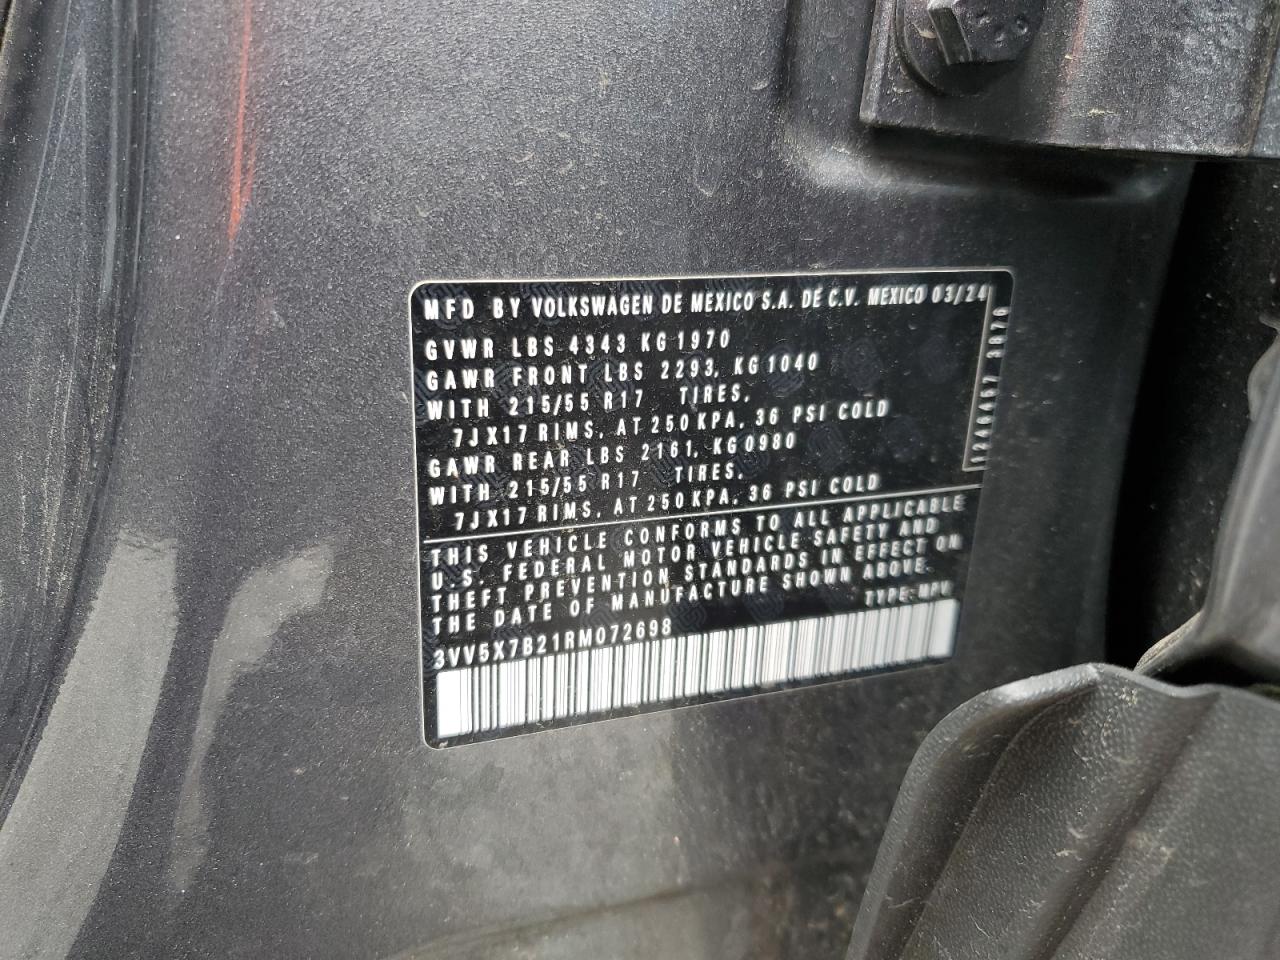 MFD BY VOLKSWAGEN DE MEXICO S.A. DE C.V. MEXICO 03/24
GVWR LBS 4343 KG 1970
GAWR FRONT LBS 2293, KG 1040
WITH 215/55 R17 TIRES,
7JX17 RIMS, AT 250 KPA, 36 PSI COLD
GAWR REAR LBS 2161, KG 0980
WITH 215/55 R17 TIRES,
7JX17 RIMS, AT 250 KPA, 36 PSI COLD
THIS VEHICLE CONFORMS TO ALL APPLICABLE
U.S. FEDERAL MOTOR VEHICLE SAFETY AND
THEFT PREVENTION STANDARDS IN EFFECT ON
THE DATE OF MANUFACTURE SHOWN ABOVE.
TYPE:MPV
3VV5X7B21RM072698